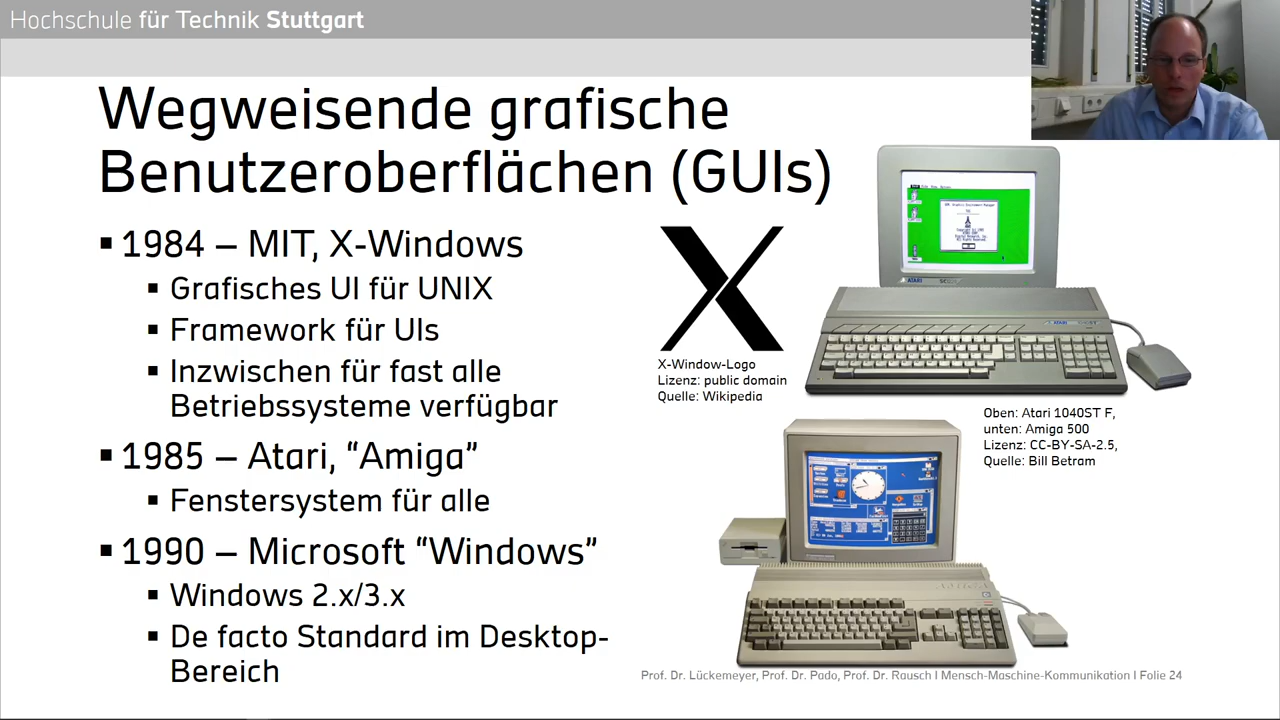 Hochschule für Technik Stuttgart
Wegweisende grafische
Benutzeroberflächen (GUIs)
▪ 1984 – MIT, X-Windows
▪ Grafisches UI für UNIX
▪ Framework für UIs
▪ Inzwischen für fast alle
Betriebssysteme verfügbar
▪ 1985 – Atari, “Amiga”
▪ Fenstersystem für alle
▪ 1990 – Microsoft “Windows”
▪ Windows 2.x/3.x
▪ De facto Standard im Desktop-
Bereich
X-Window-Logo
Lizenz: public domain
Quelle: Wikipedia
ATARI
ATARI
Oben: Atari 1040ST F,
unten: Amiga 500
Lizenz: CC-BY-SA-2.5,
Quelle: Bill Betram
Prof. Dr. Lückemeyer, Prof. Dr. Pado, Prof. Dr. Rausch I Mensch-Maschine-Kommunikation I Folie 24